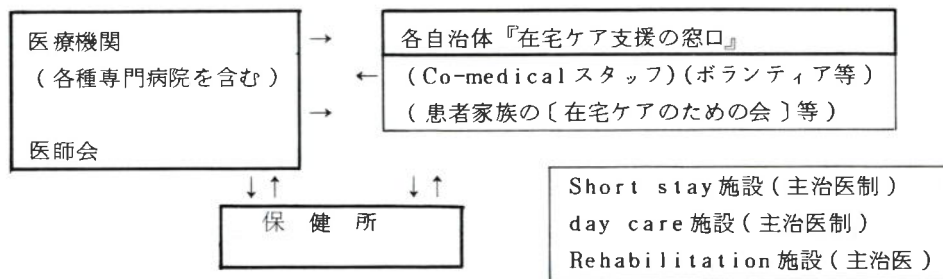 医療機関
(各種専門病院を含む)
医師会
→
←
→
各自治体『在宅ケア支援の窓口』
(Co-medicalスタッフ)(ボランティア等)
(患者家族の〔在宅ケアのための会〕等)
↓↑ ↓↑
保健所
Short stay施設(主治医制)
day care施設(主治医制)
Rehabilitation施設(主治医)